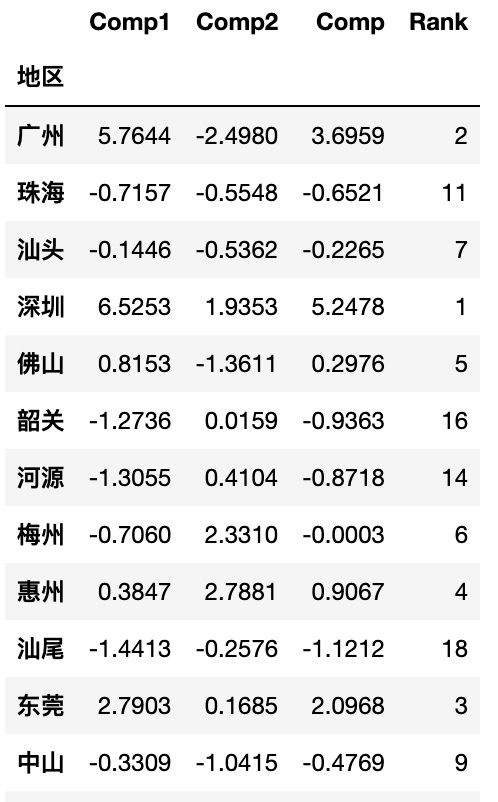 Comp1 Comp2 Comp Rank
地区
广州 5.7644 -2.4980 3.6959 2
珠海 -0.7157 -0.5548 -0.6521 11
汕头 -0.1446 -0.5362 -0.2265 7
深圳 6.5253 1.9353 5.2478 1
佛山 0.8153 -1.3611 0.2976 5
韶关 -1.2736 0.0159 -0.9363 16
河源 -1.3055 0.4104 -0.8718 14
梅州 -0.7060 2.3310 -0.0003 6
惠州 0.3847 2.7881 0.9067 4
汕尾 -1.4413 -0.2576 -1.1212 18
东莞 2.7903 0.1685 2.0968 3
中山 -0.3309 -1.0415 -0.4769 9